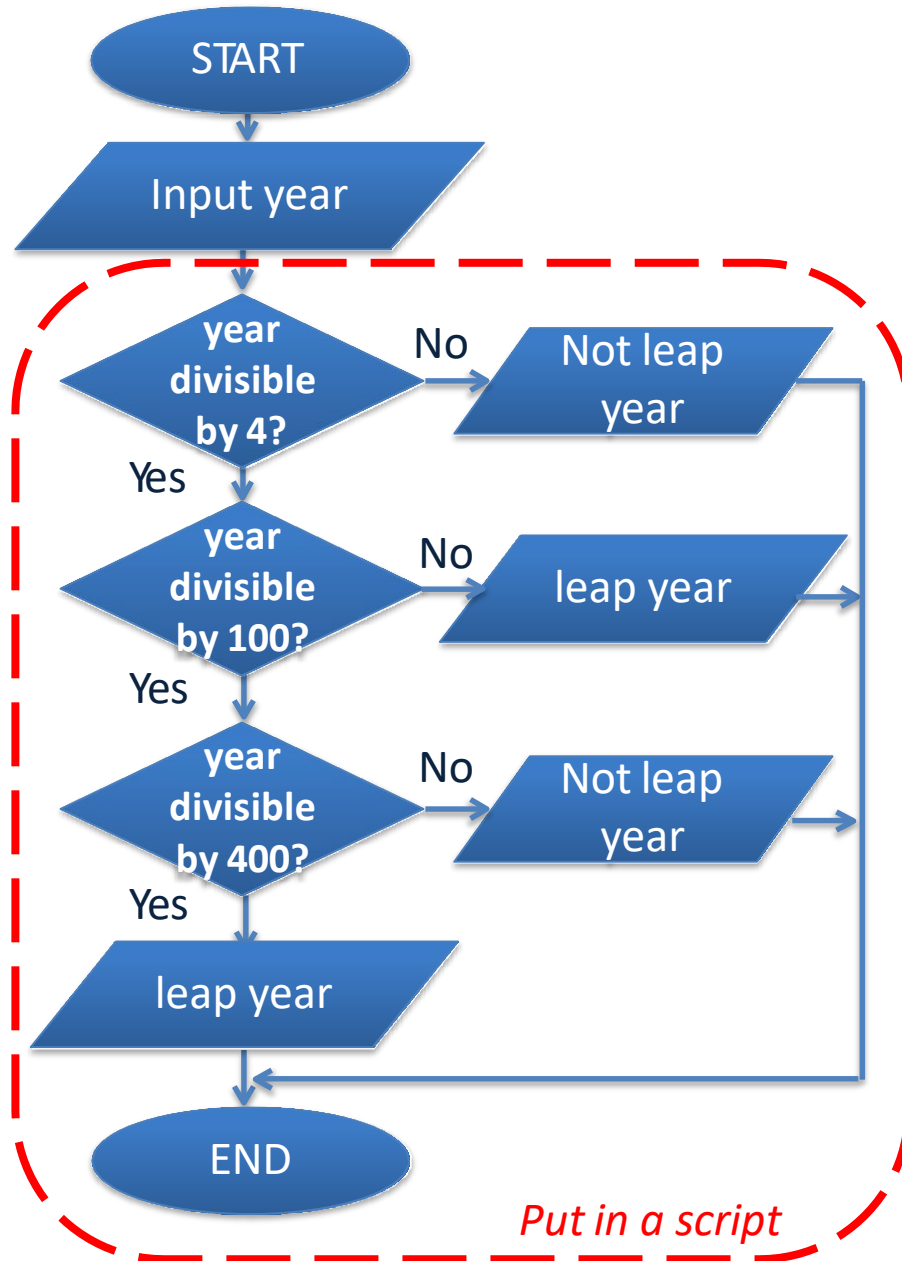 START
Input year
year
divisible
by 4?
No
Not leap
year
Yes
year
divisible
by 100?
No
leap year
Yes
year
divisible
by 400?
No
Not leap
year
Yes
leap year
END
Put in a script